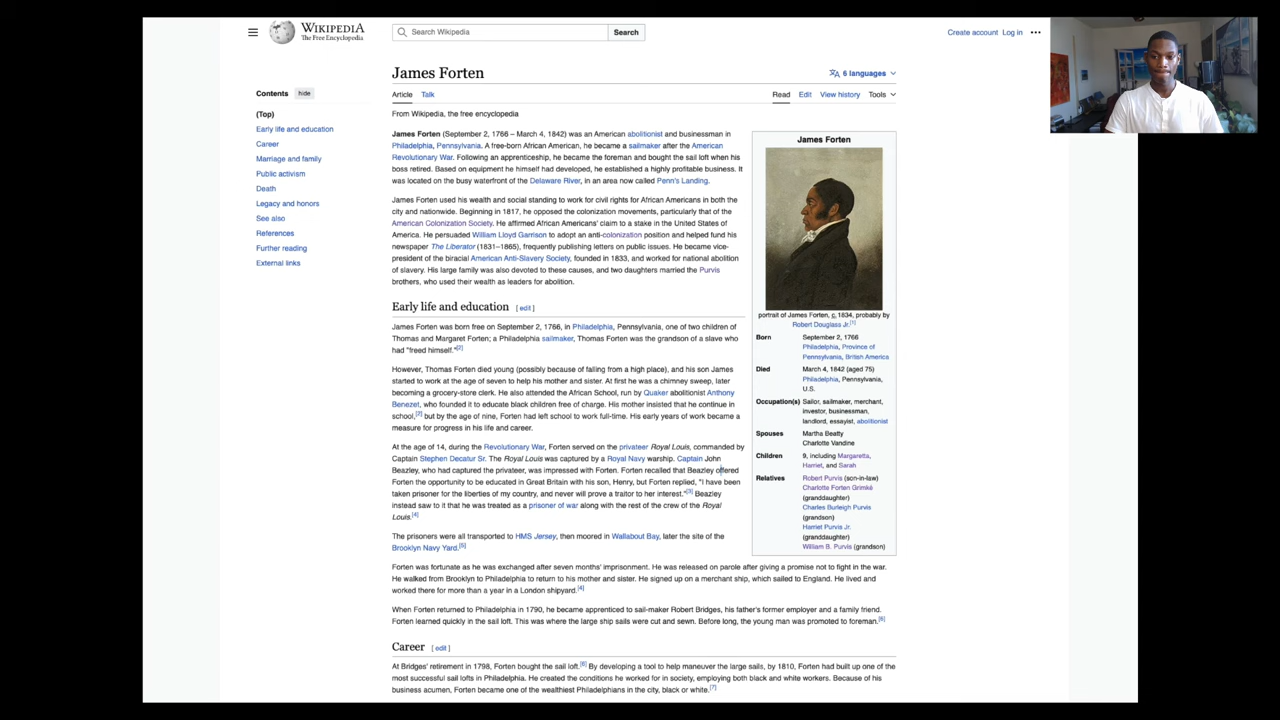 WIKIPEDIA
The Free Encyclopedia
Search Wikipedia
Search
Create account Log in
James Forten
6 languages
Contents hide
(Top)
Early life and education
Career
Marriage and family
Public activism
Death
Legacy and honors
See also
References
Further reading
External links
Article Talk
Read Edit View history Tools
From Wikipedia, the free encyclopedia
James Forten (September 2, 1766 – March 4, 1842) was an American abolitionist and businessman in
Philadelphia, Pennsylvania. A free-born African American, he became a sailmaker after the American
Revolutionary War. Following an apprenticeship, he became the foreman and bought the sail loft when his
boss retired. Based on equipment he himself had developed, he established a highly profitable business. It
was located on the busy waterfront of the Delaware River, in an area now called Penn's Landing.
James Forten used his wealth and social standing to work for civil rights for African Americans in both the
city and nationwide. Beginning in 1817, he opposed the colonization movements, particularly that of the
American Colonization Society. He affirmed African Americans' claim to a stake in the United States of
America. He persuaded William Lloyd Garrison to adopt an anti-colonization position and helped fund his
newspaper The Liberator (1831–1865), frequently publishing letters on public issues. He became vice-
president of the biracial American Anti-Slavery Society, founded in 1833, and worked for national abolition
of slavery. His large family was also devoted to these causes, and two daughters married the Purvis
brothers, who used their wealth as leaders for abolition.
Early life and education [ edit ]
James Forten was born free on September 2, 1766, in Philadelphia, Pennsylvania, one of two children of
Thomas and Margaret Forten; a Philadelphia sailmaker, Thomas Forten was the grandson of a slave who
had "freed himself."[2]
However, Thomas Forten died young (possibly because of falling from a high place), and his son James
started to work at the age of seven to help his mother and sister. At first he was a chimney sweep, later
becoming a grocery-store clerk. He also attended the African School, run by Quaker abolitionist Anthony
Benezet, who founded it to educate black children free of charge. His mother insisted that he continue in
school,[2] but by the age of nine, Forten had left school to work full-time. His early years of work became a
measure for progress in his life and career.
At the age of 14, during the Revolutionary War, Forten served on the privateer Royal Louis, commanded by
Captain Stephen Decatur Sr. The Royal Louis was captured by a Royal Navy warship. Captain John
Beazley, who had captured the privateer, was impressed with Forten. Forten recalled that Beazley offered
Forten the opportunity to be educated in Great Britain with his son, Henry, but Forten replied, "I have been
taken prisoner for the liberties of my country, and never will prove a traitor to her interest."[3] Beazley
instead saw to it that he was treated as a prisoner of war along with the rest of the crew of the Royal
Louis.[4]
The prisoners were all transported to HMS Jersey, then moored in Wallabout Bay, later the site of the
Brooklyn Navy Yard.[5]
Forten was fortunate as he was exchanged after seven months' imprisonment. He was released on parole after giving a promise not to fight in the war.
He walked from Brooklyn to Philadelphia to return to his mother and sister. He signed up on a merchant ship, which sailed to England. He lived and
worked there for more than a year in a London shipyard.[4]
When Forten returned to Philadelphia in 1790, he became apprenticed to sail-maker Robert Bridges, his father's former employer and a family friend.
Forten learned quickly in the sail loft. This was where the large ship sails were cut and sewn. Before long, the young man was promoted to foreman.[6]
Career [ edit ]
At Bridges' retirement in 1798, Forten bought the sail loft.[6] By developing a tool to help maneuver the large sails, by 1810, Forten had built up one of the
most successful sail lofts in Philadelphia. He created the conditions he worked for in society, employing both black and white workers. Because of his
business acumen, Forten became one of the wealthiest Philadelphians in the city, black or white.[7]
James Forten
portrait of James Forten, c. 1834, probably by
Robert Douglass Jr.[1]
Born September 2, 1766
Philadelphia, Province of
Pennsylvania, British America
Died March 4, 1842 (aged 75)
Philadelphia, Pennsylvania,
U.S.
Occupation(s) Sailor, sailmaker, merchant,
investor, businessman,
landlord, essayist, abolitionist
Spouses Martha Beatty
Charlotte Vandine
Children 9, including Margaretta,
Harriet, and Sarah
Relatives Robert Purvis (son-in-law)
Charlotte Forten Grimké
(granddaughter)
Charles Burleigh Purvis
(grandson)
Harriet Purvis Jr.
(granddaughter)
William B. Purvis (grandson)